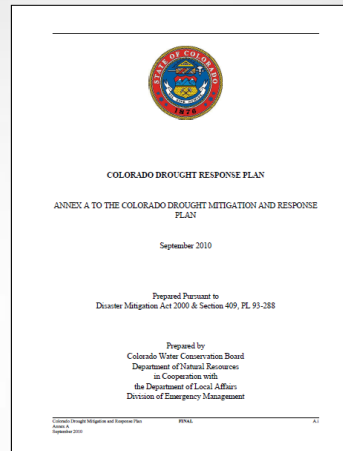 STATE OF COLORADO
1876
COLORADO DROUGHT RESPONSE PLAN
ANNEX A TO THE COLORADO DROUGHT MITIGATION AND RESPONSE
PLAN
September 2010
Prepared Pursuant to
Disaster Mitigation Act 2000 & Section 409, PL 93-288
Prepared by
Colorado Water Conservation Board
Department of Natural Resources
in Cooperation with
the Department of Local Affairs
Division of Emergency Management
Colorado Drought Mitigation and Response Plan FINAL A.1
Annex A
September 2010